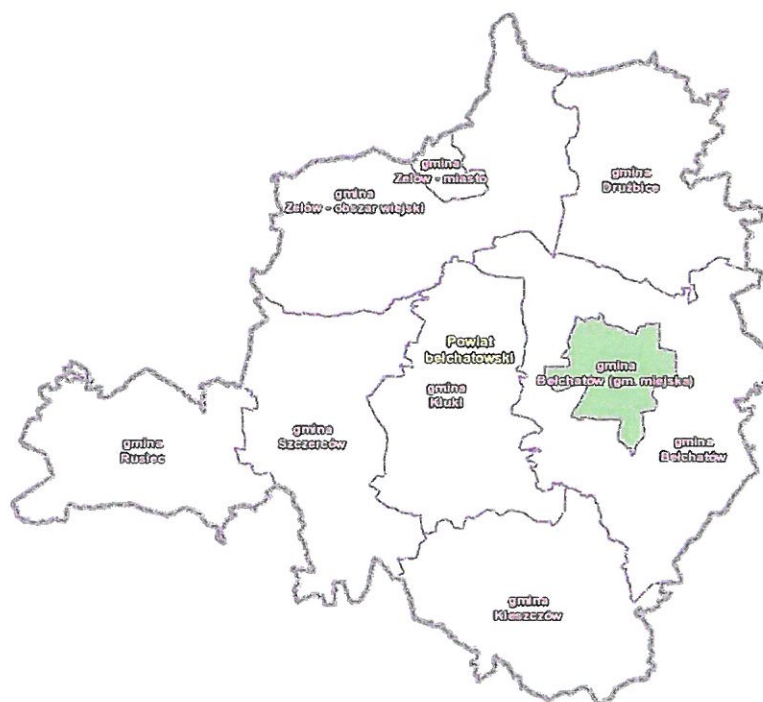 gmina
Zelów - miasto
gmina
Zelów - obszar wiejski
gmina
Drużbice
Powiat
bełchatowski
gmina
Kluki
gmina
Bełchatów (gm. miejska)
gmina
Szczerców
gmina
Rusiec
gmina
Bełchatów
gmina
Kleszczów